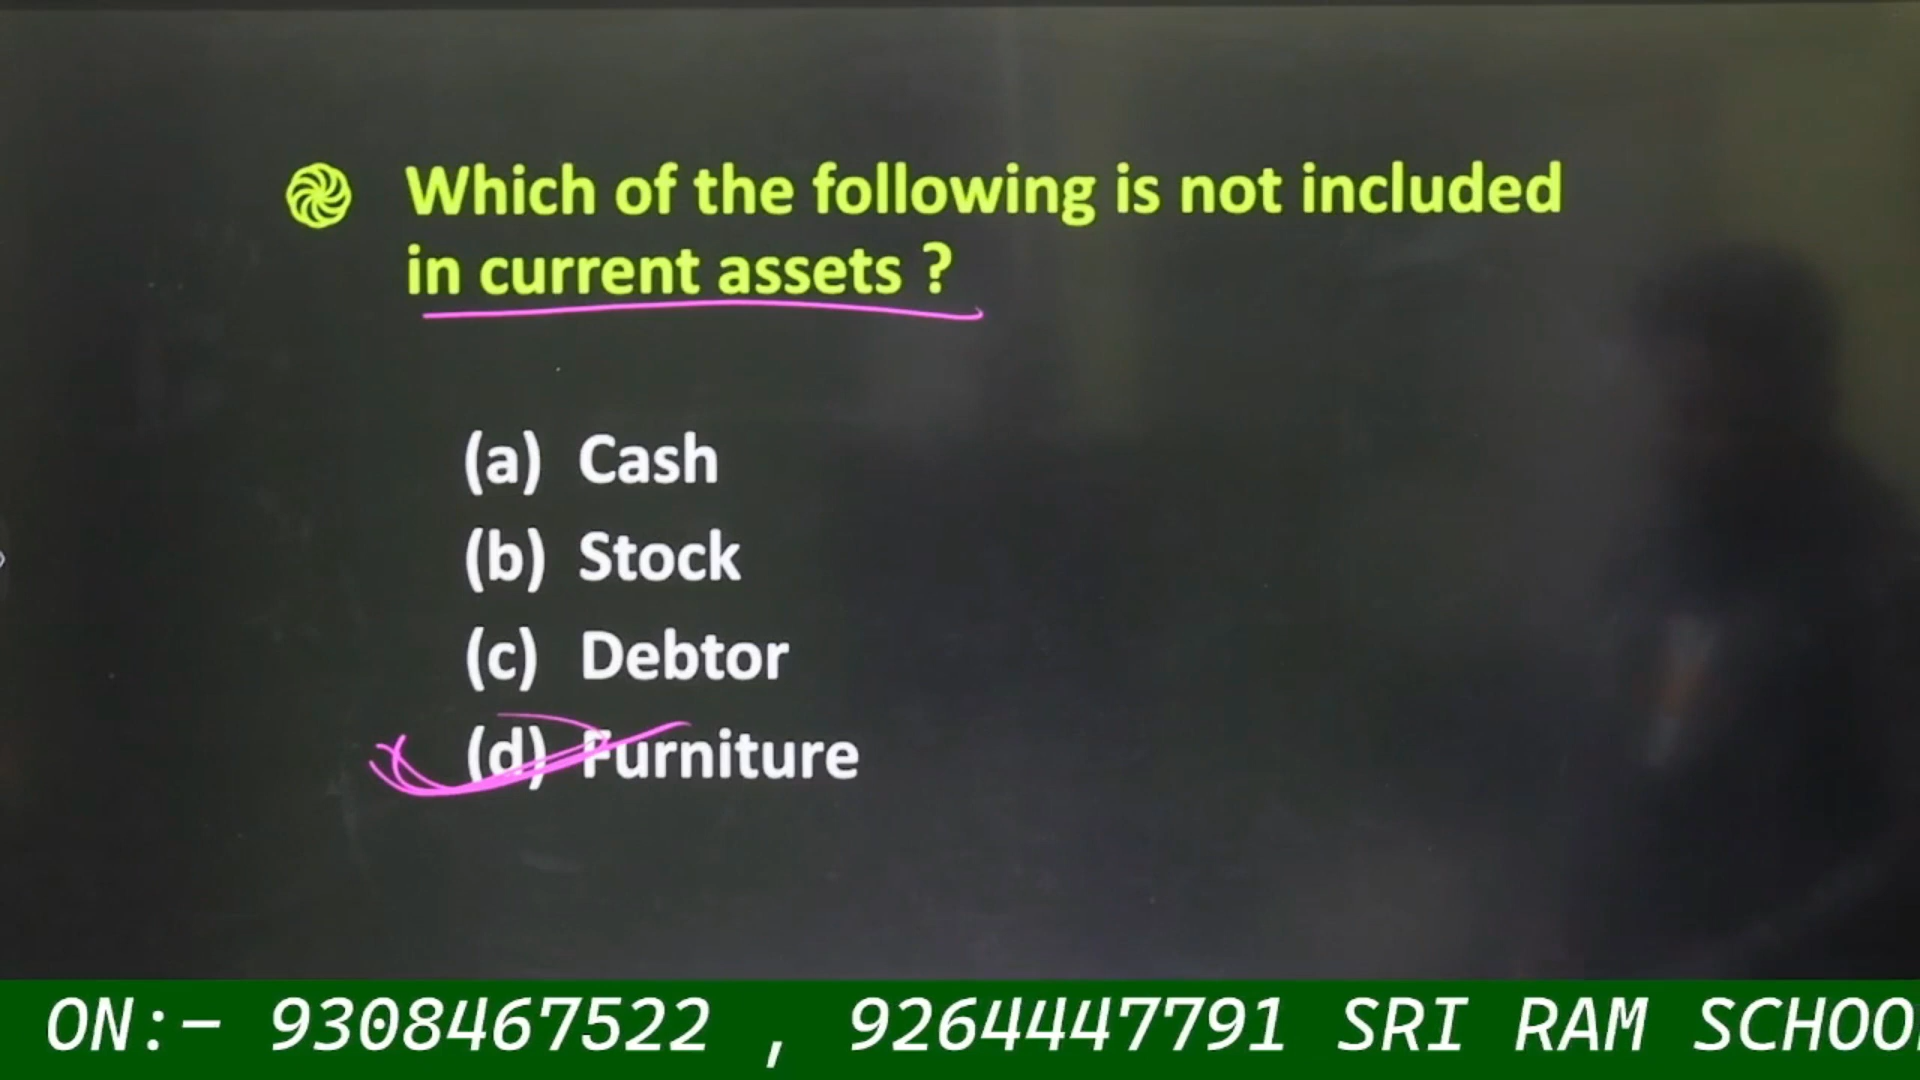 Which of the following is not included
in current assets ?
(a) Cash
(b) Stock
(c) Debtor
(d) Furniture
ON:- 9308467522 , 9264447791 SRI RAM SCHOO